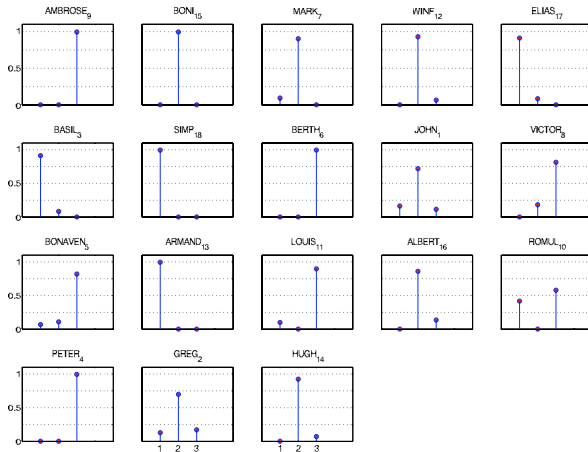 AMBROSE9 BONI15 MARK7 WINF12 ELIAS17
1
0.5
0
BASIL3 SIMP18 BERTH6 JOHN1 VICTOR8
1
0.5
0
BONAVEN5 ARMAND13 LOUIS11 ALBERT16 ROMUL10
1
0.5
0
PETER4 GREG2 HUGH14
1
0.5
0
1 2 3 1 2 3